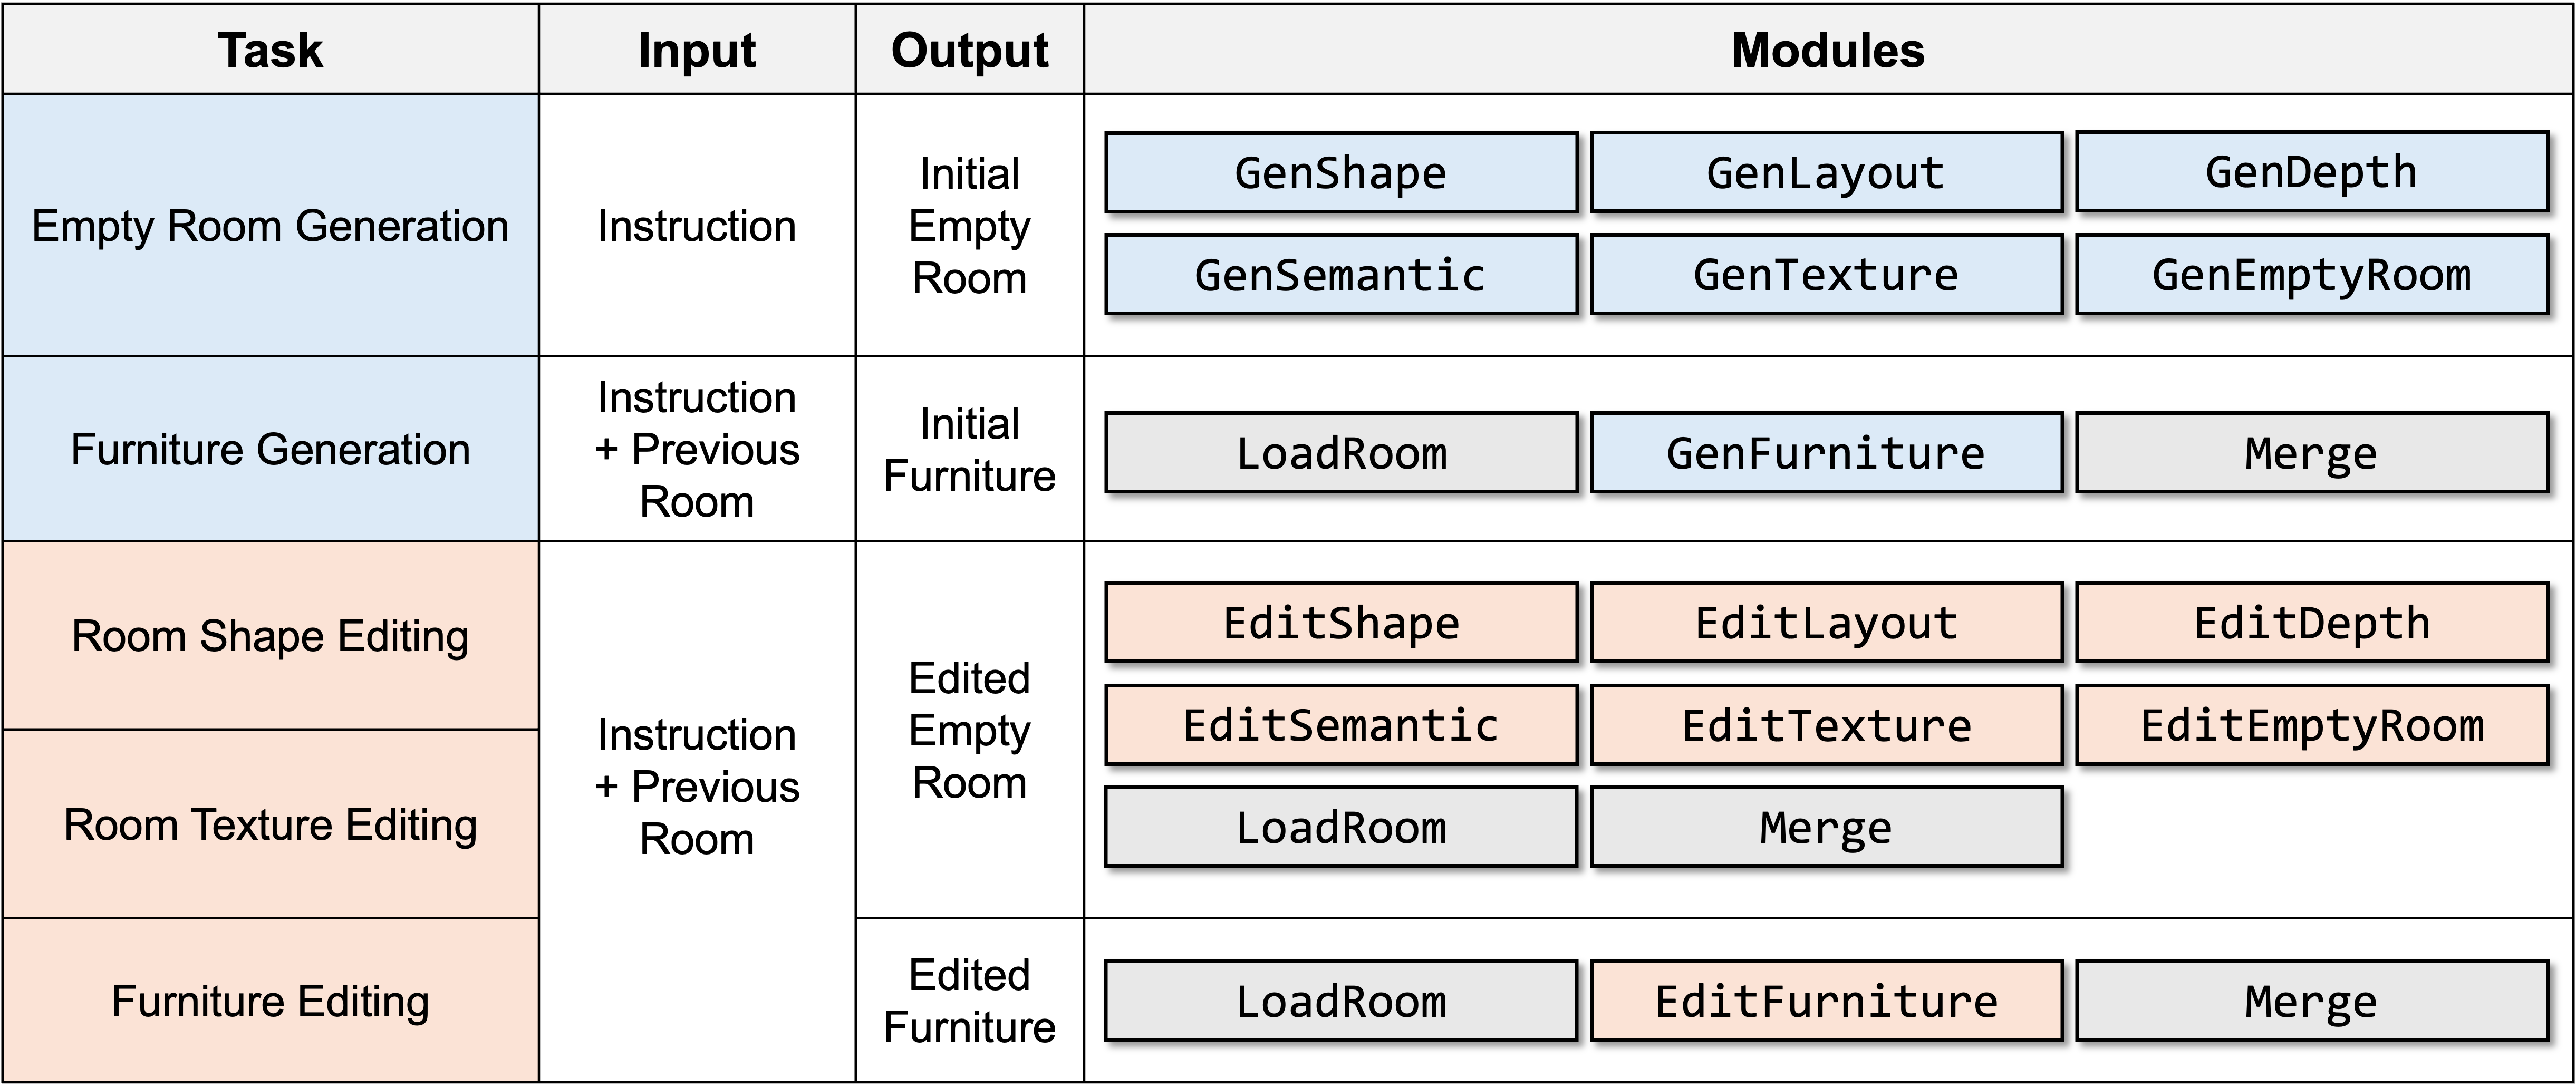 Task
Input
Output
Modules
Empty Room Generation
Instruction
Initial
Empty
Room
GenShape
GenLayout
GenDepth
GenSemantic
GenTexture
GenEmptyRoom
Furniture Generation
Instruction
+ Previous
Room
Initial
Furniture
LoadRoom
GenFurniture
Merge
Room Shape Editing
Room Texture Editing
Instruction
+ Previous
Room
Edited
Empty
Room
EditShape
EditLayout
EditDepth
EditSemantic
EditTexture
EditEmptyRoom
LoadRoom
Merge
Furniture Editing
Edited
Furniture
LoadRoom
EditFurniture
Merge